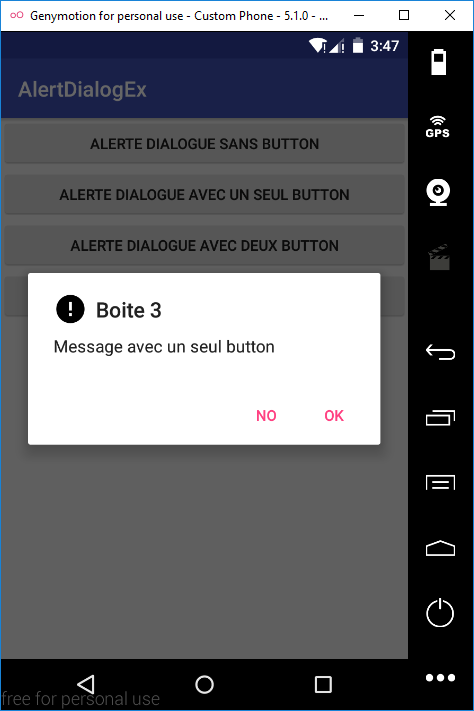 Genymotion for personal use - Custom Phone - 5.1.0 - ...
3:47
AlertDialogEx
GPS
ALERTE DIALOGUE SANS BUTTON
ALERTE DIALOGUE AVEC UN SEUL BUTTON
ALERTE DIALOGUE AVEC DEUX BUTTON
Boite 3
Message avec un seul button
NO OK
free for personal use